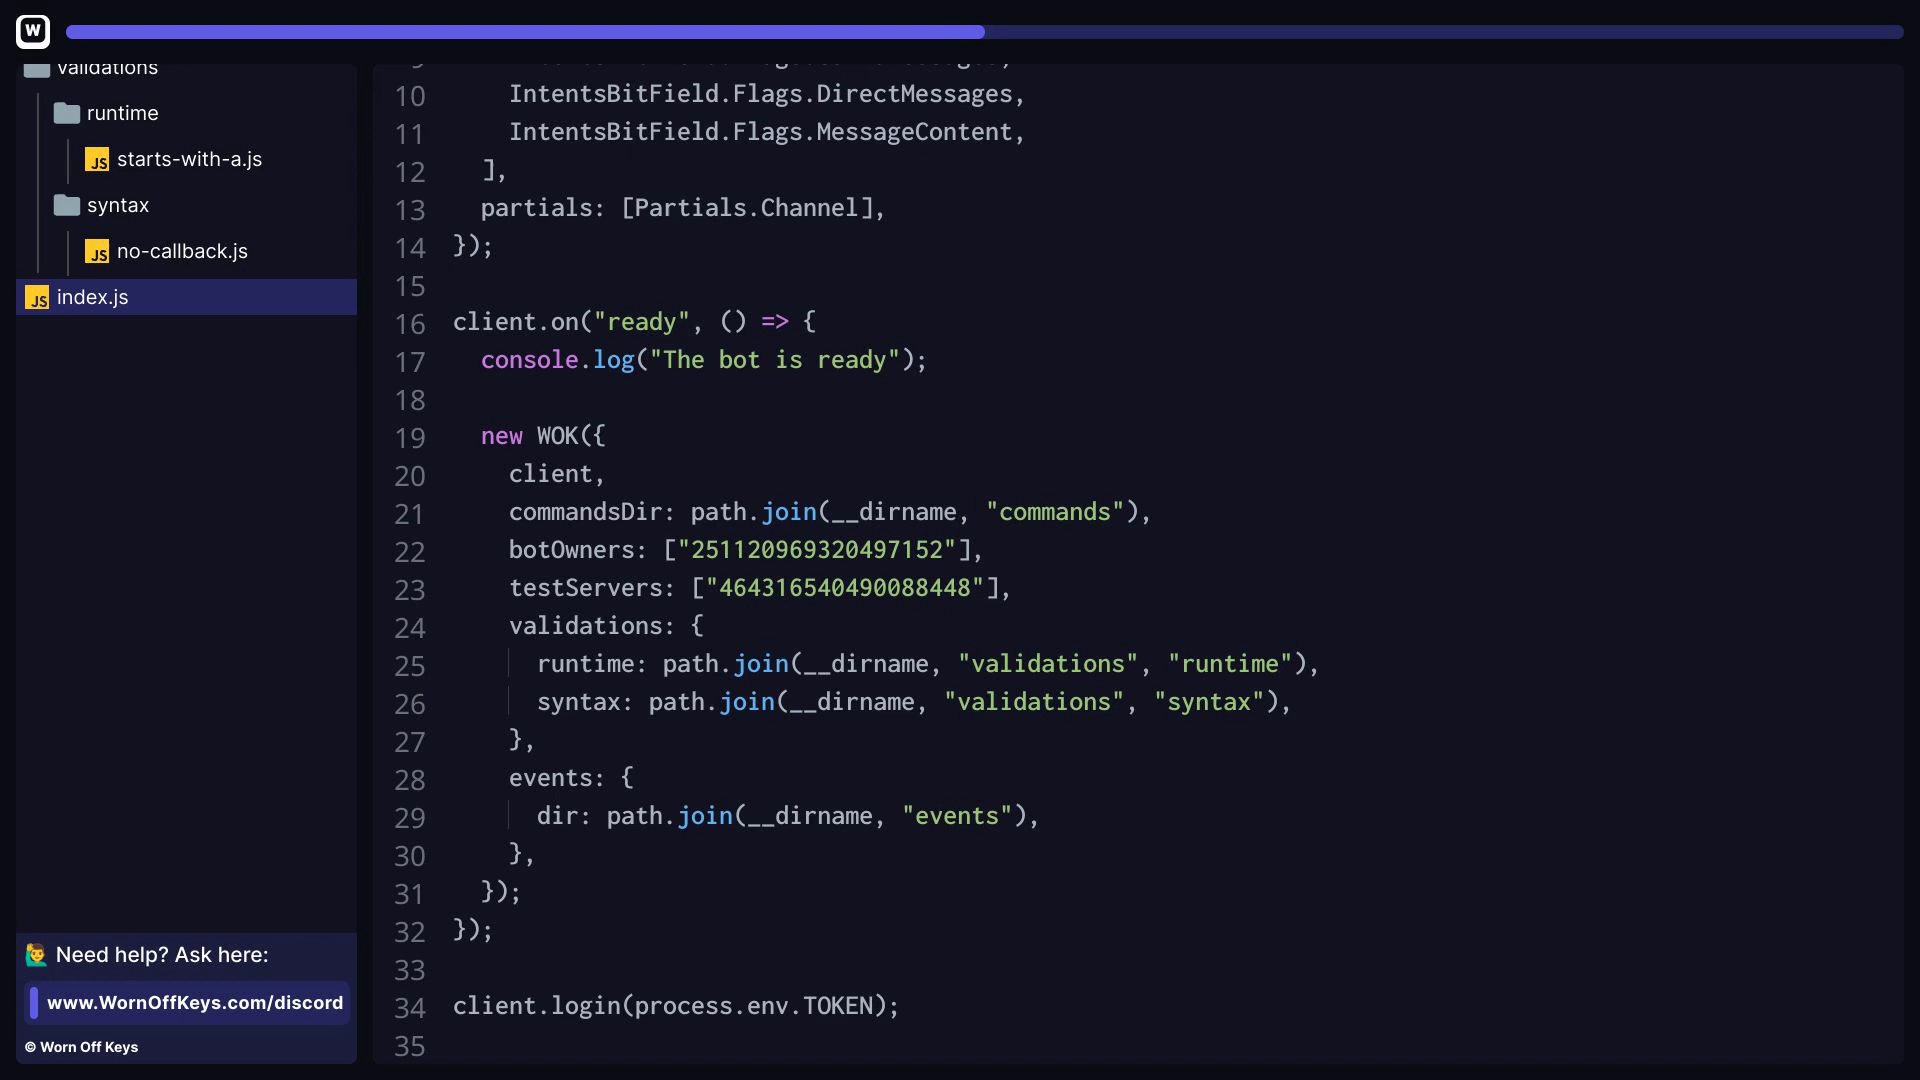 W
validations
runtime
JS starts-with-a.js
syntax
JS no-callback.js
JS index.js
10 IntentsBitField.Flags.DirectMessages,
11 IntentsBitField.Flags.MessageContent,
12 ],
13 partials: [Partials.Channel],
14 });
15
16 client.on("ready", () => {
17 console.log("The bot is ready");
18
19 new WOK({
20 client,
21 commandsDir: path.join(__dirname, "commands"),
22 botOwners: ["251120969320497152"],
23 testServers: ["464316540490088448"],
24 validations: {
25 runtime: path.join(__dirname, "validations", "runtime"),
26 syntax: path.join(__dirname, "validations", "syntax"),
27 },
28 events: {
29 dir: path.join(__dirname, "events"),
30 },
31 });
32 });
33
34 client.login(process.env.TOKEN);
35
Need help? Ask here:
www.WornOffKeys.com/discord
© Worn Off Keys